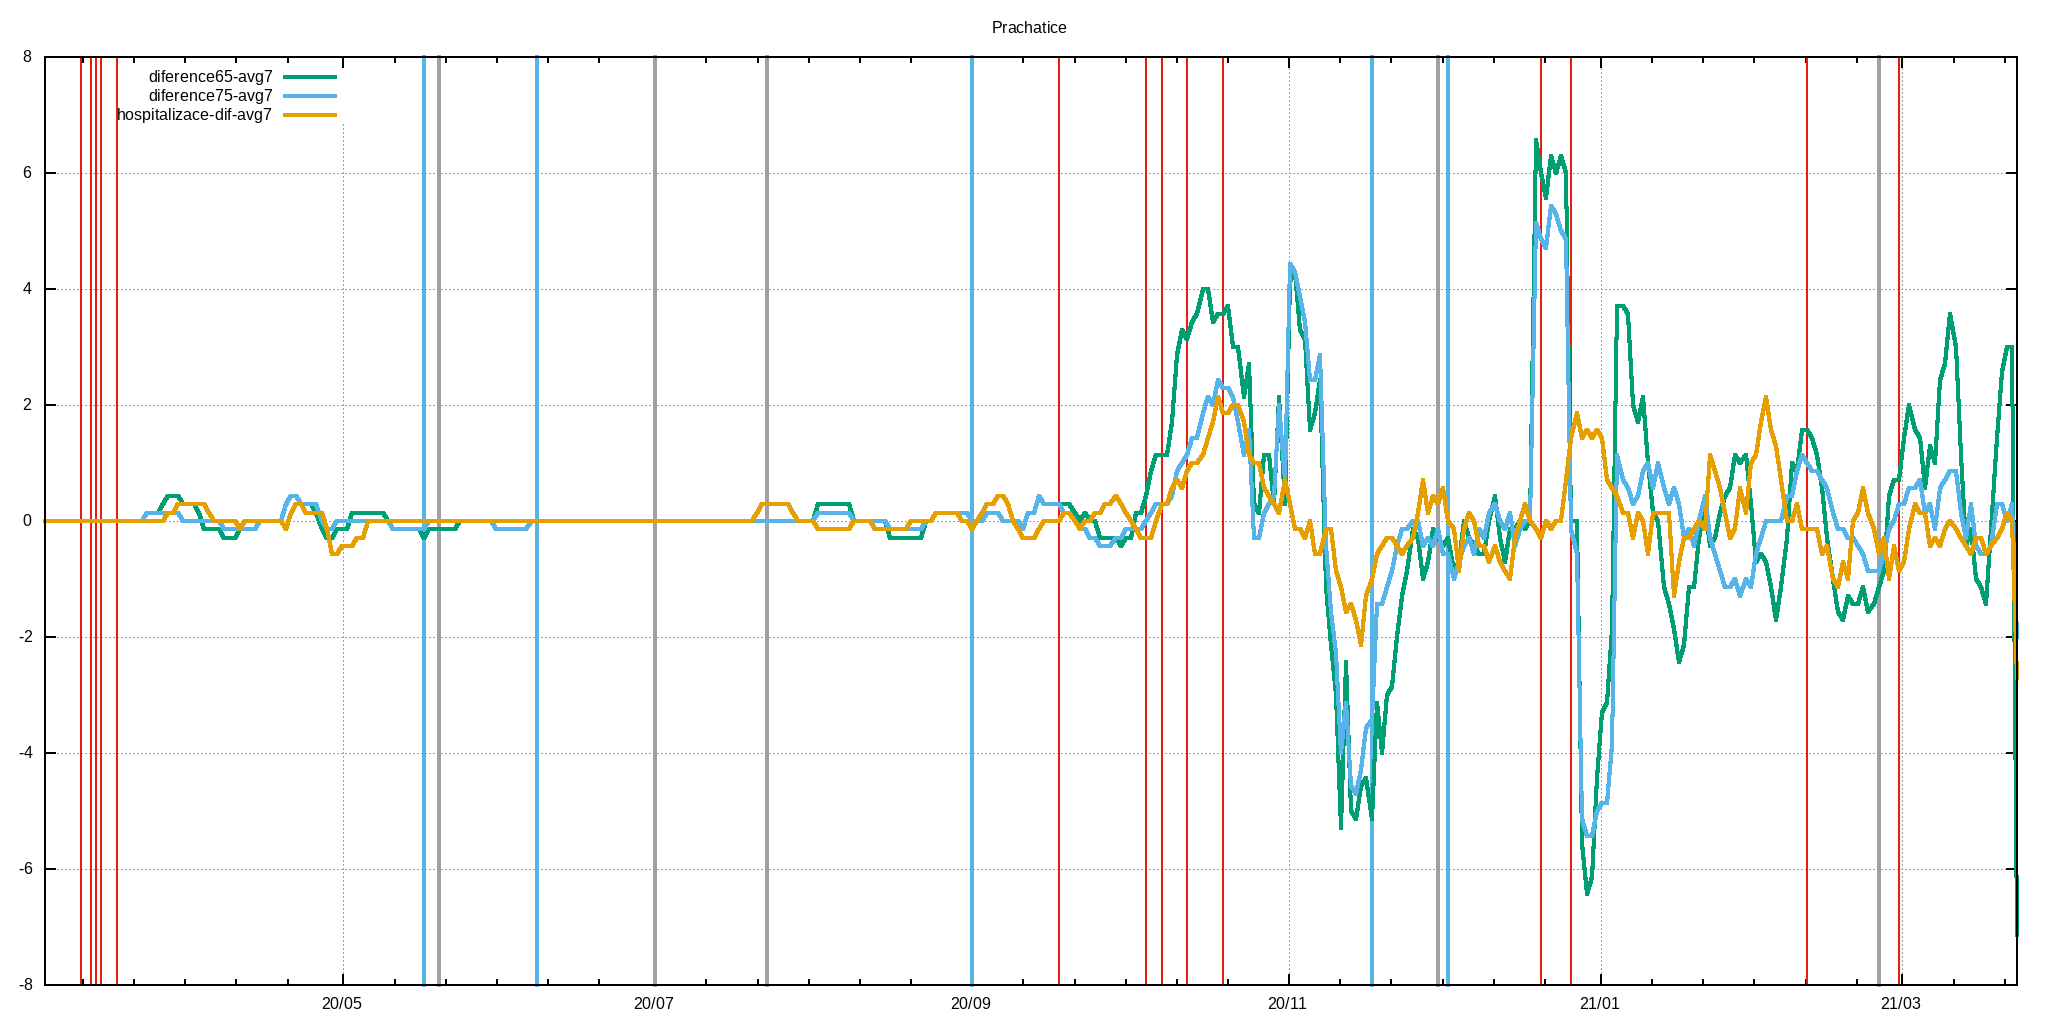 Prachatice
8
diference65-avg7
diference75-avg7
hospitalizace-dif-avg7
6
4
2
0
-2
-4
-6
-8
20/05 20/07 20/09 20/11 21/01 21/03